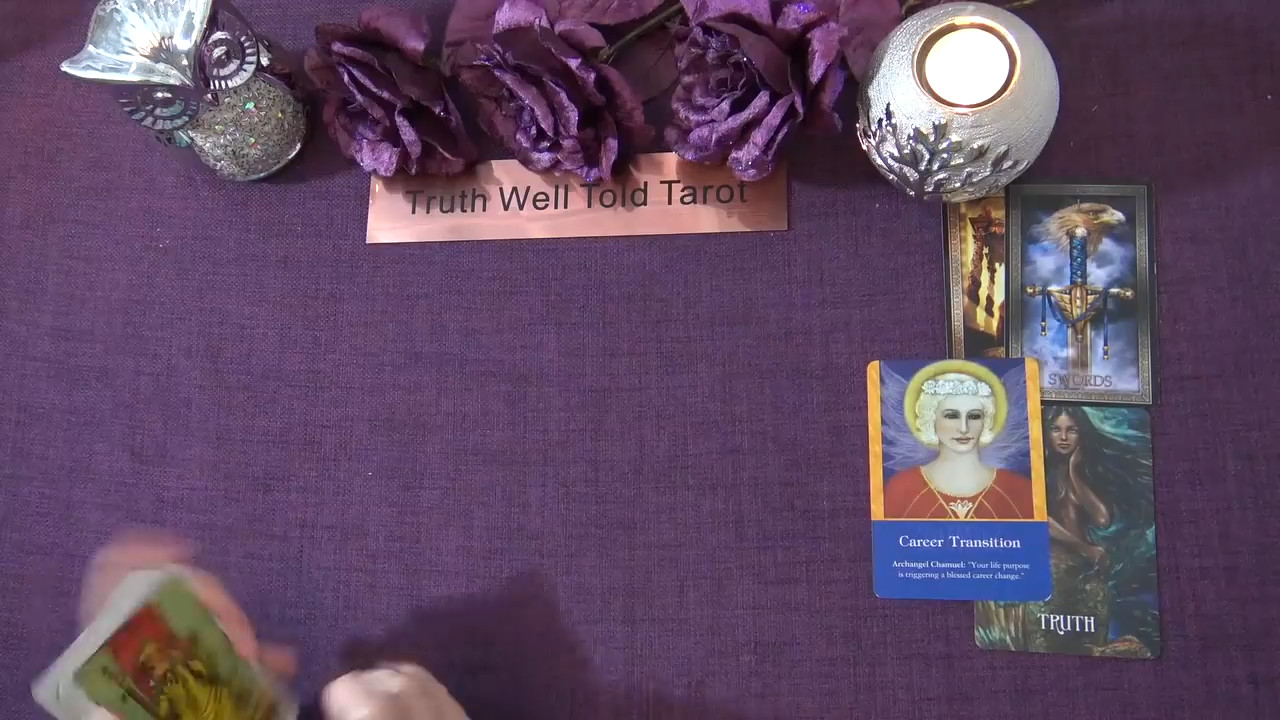 Truth Well Told Tarot
SWORDS
Career Transition
Archangel Chamuel: "Your life purpose
is triggering a blessed career change."
TRUTH